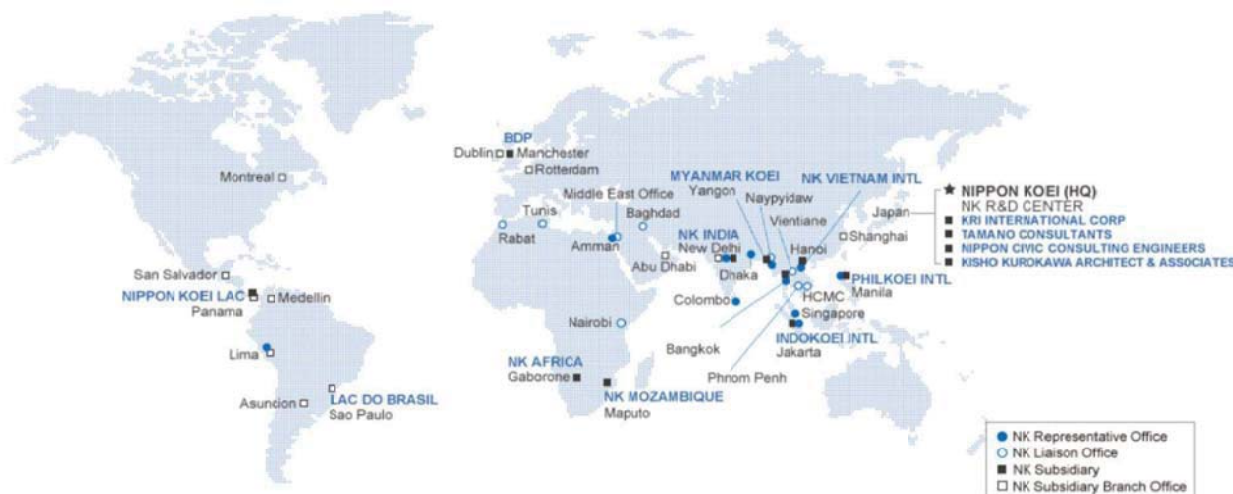 BDP
Dublin
Manchester
Rotterdam
Montreal
MYANMAR KOEI
Yangon
NK VIETNAM INTL
Naypyidaw
Middle East Office
Tunis
Baghdad
Vientiane
Japan
NIPPON KOEI (HQ)
NK R&D CENTER
KRI INTERNATIONAL CORP
TAMANO CONSULTANTS
NIPPON CIVIC CONSULTING ENGINEERS
KISHO KUROKAWA ARCHITECT & ASSOCIATES
Rabat
Amman
NK INDIA
New Delhi
Hanoi
Shanghai
Abu Dhabi
Dhaka
San Salvador
NIPPON KOEI LAC
Panama
Medellin
Colombo
HCMC
PHILKOEI INTL
Manila
Singapore
Nairobi
INDOKOEI INTL
Jakarta
Bangkok
Phnom Penh
Lima
NK AFRICA
Gaborone
NK MOZAMBIQUE
Maputo
Asuncion
LAC DO BRASIL
Sao Paulo
NK Representative Office
NK Liaison Office
NK Subsidiary
NK Subsidiary Branch Office